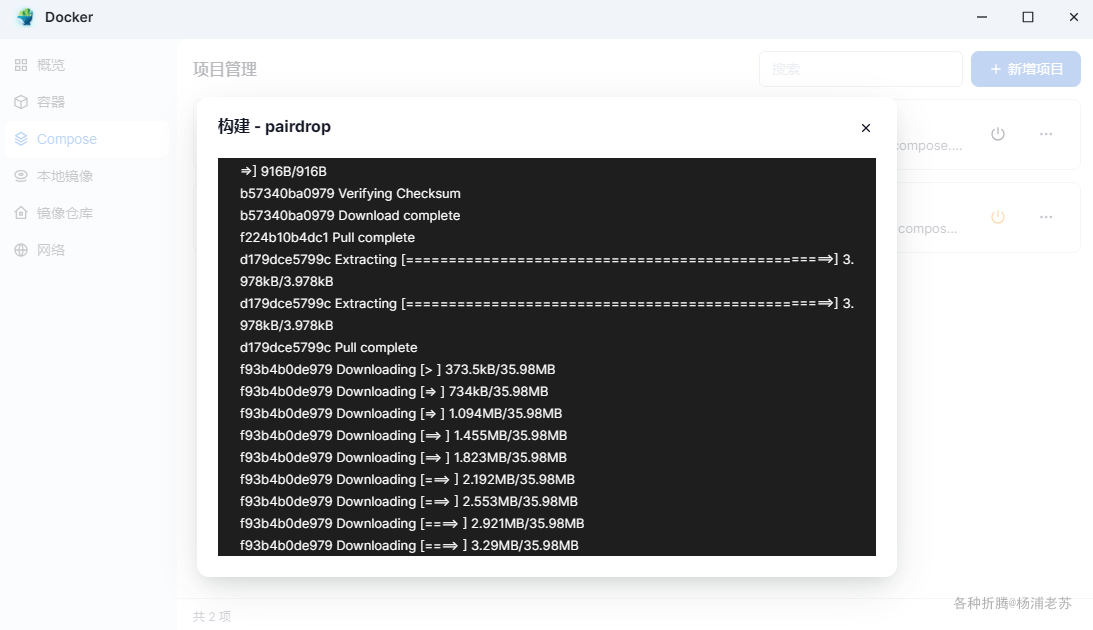 Docker
概览
容器
Compose
本地镜像
镜像仓库
网络
项目管理
搜索
+ 新增项目
compose....
compos...
构建 - pairdrop
=>] 916B/916B
b57340ba0979 Verifying Checksum
b57340ba0979 Download complete
f224b10b4dc1 Pull complete
d179dce5799c Extracting [==================================================>] 3.
978kB/3.978kB
d179dce5799c Extracting [==================================================>] 3.
978kB/3.978kB
d179dce5799c Pull complete
f93b4b0de979 Downloading [> ] 373.5kB/35.98MB
f93b4b0de979 Downloading [=> ] 734kB/35.98MB
f93b4b0de979 Downloading [=> ] 1.094MB/35.98MB
f93b4b0de979 Downloading [==> ] 1.455MB/35.98MB
f93b4b0de979 Downloading [==> ] 1.823MB/35.98MB
f93b4b0de979 Downloading [===> ] 2.192MB/35.98MB
f93b4b0de979 Downloading [===> ] 2.553MB/35.98MB
f93b4b0de979 Downloading [====> ] 2.921MB/35.98MB
f93b4b0de979 Downloading [====> ] 3.29MB/35.98MB
共 2 项
各种折腾@杨浦老苏